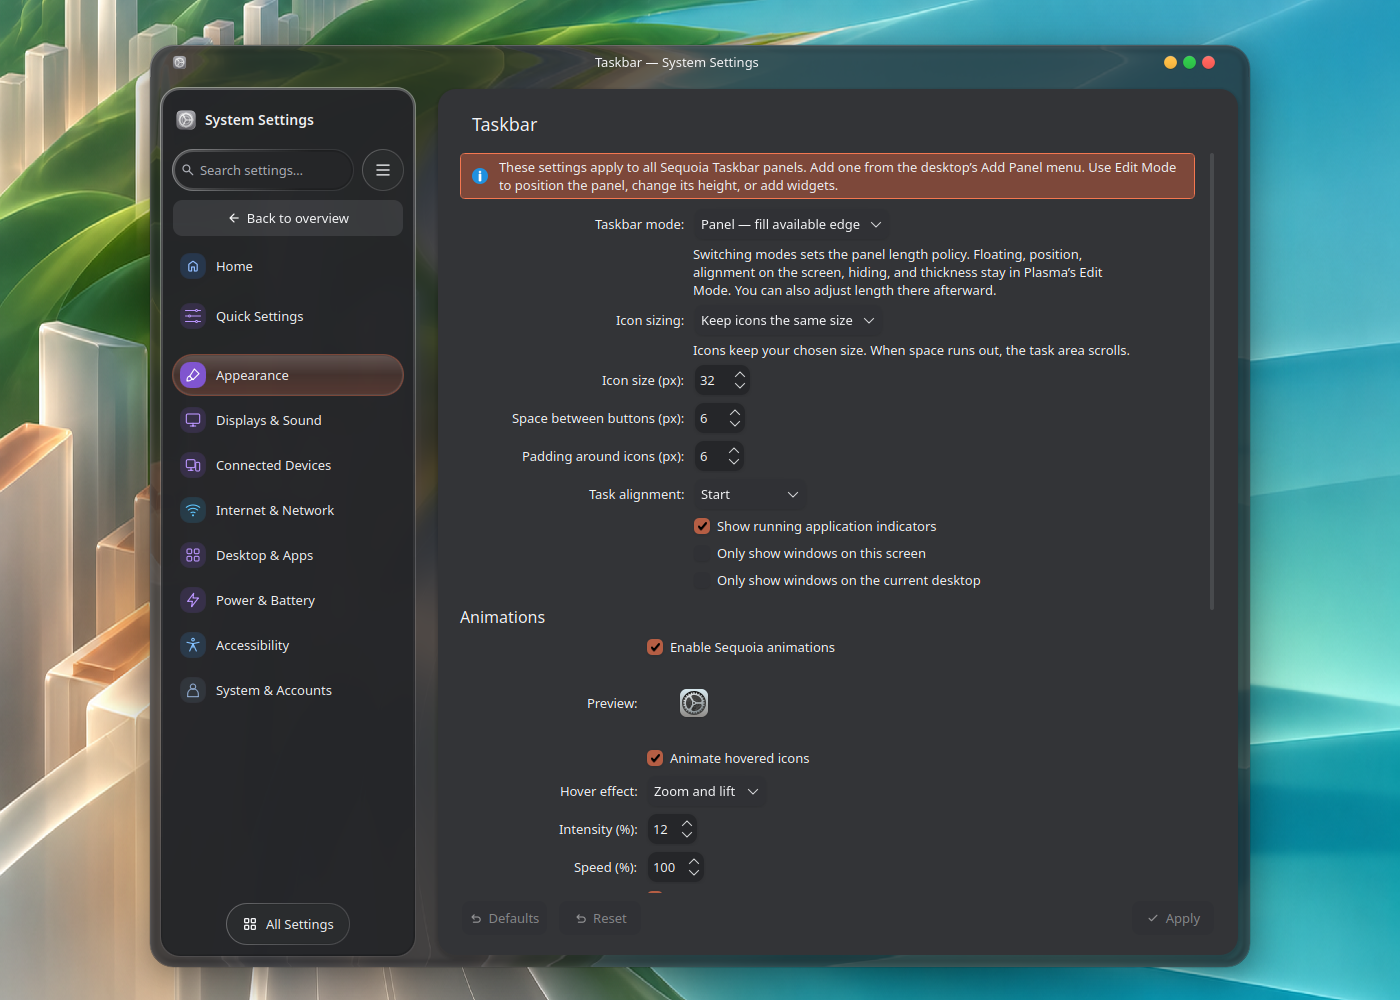 Taskbar — System Settings
System Settings
Search settings...
Back to overview
Home
Quick Settings
Appearance
Displays & Sound
Connected Devices
Internet & Network
Desktop & Apps
Power & Battery
Accessibility
System & Accounts
All Settings
Taskbar
These settings apply to all Sequoia Taskbar panels. Add one from the desktop's Add Panel menu. Use Edit Mode
to position the panel, change its height, or add widgets.
Taskbar mode: Panel — fill available edge
Switching modes sets the panel length policy. Floating, position,
alignment on the screen, hiding, and thickness stay in Plasma's Edit
Mode. You can also adjust length there afterward.
Icon sizing: Keep icons the same size
Icons keep your chosen size. When space runs out, the task area scrolls.
Icon size (px): 32
Space between buttons (px): 6
Padding around icons (px): 6
Task alignment: Start
Show running application indicators
Only show windows on this screen
Only show windows on the current desktop
Animations
Enable Sequoia animations
Preview:
Animate hovered icons
Hover effect: Zoom and lift
Intensity (%): 12
Speed (%): 100
Defaults Reset Apply